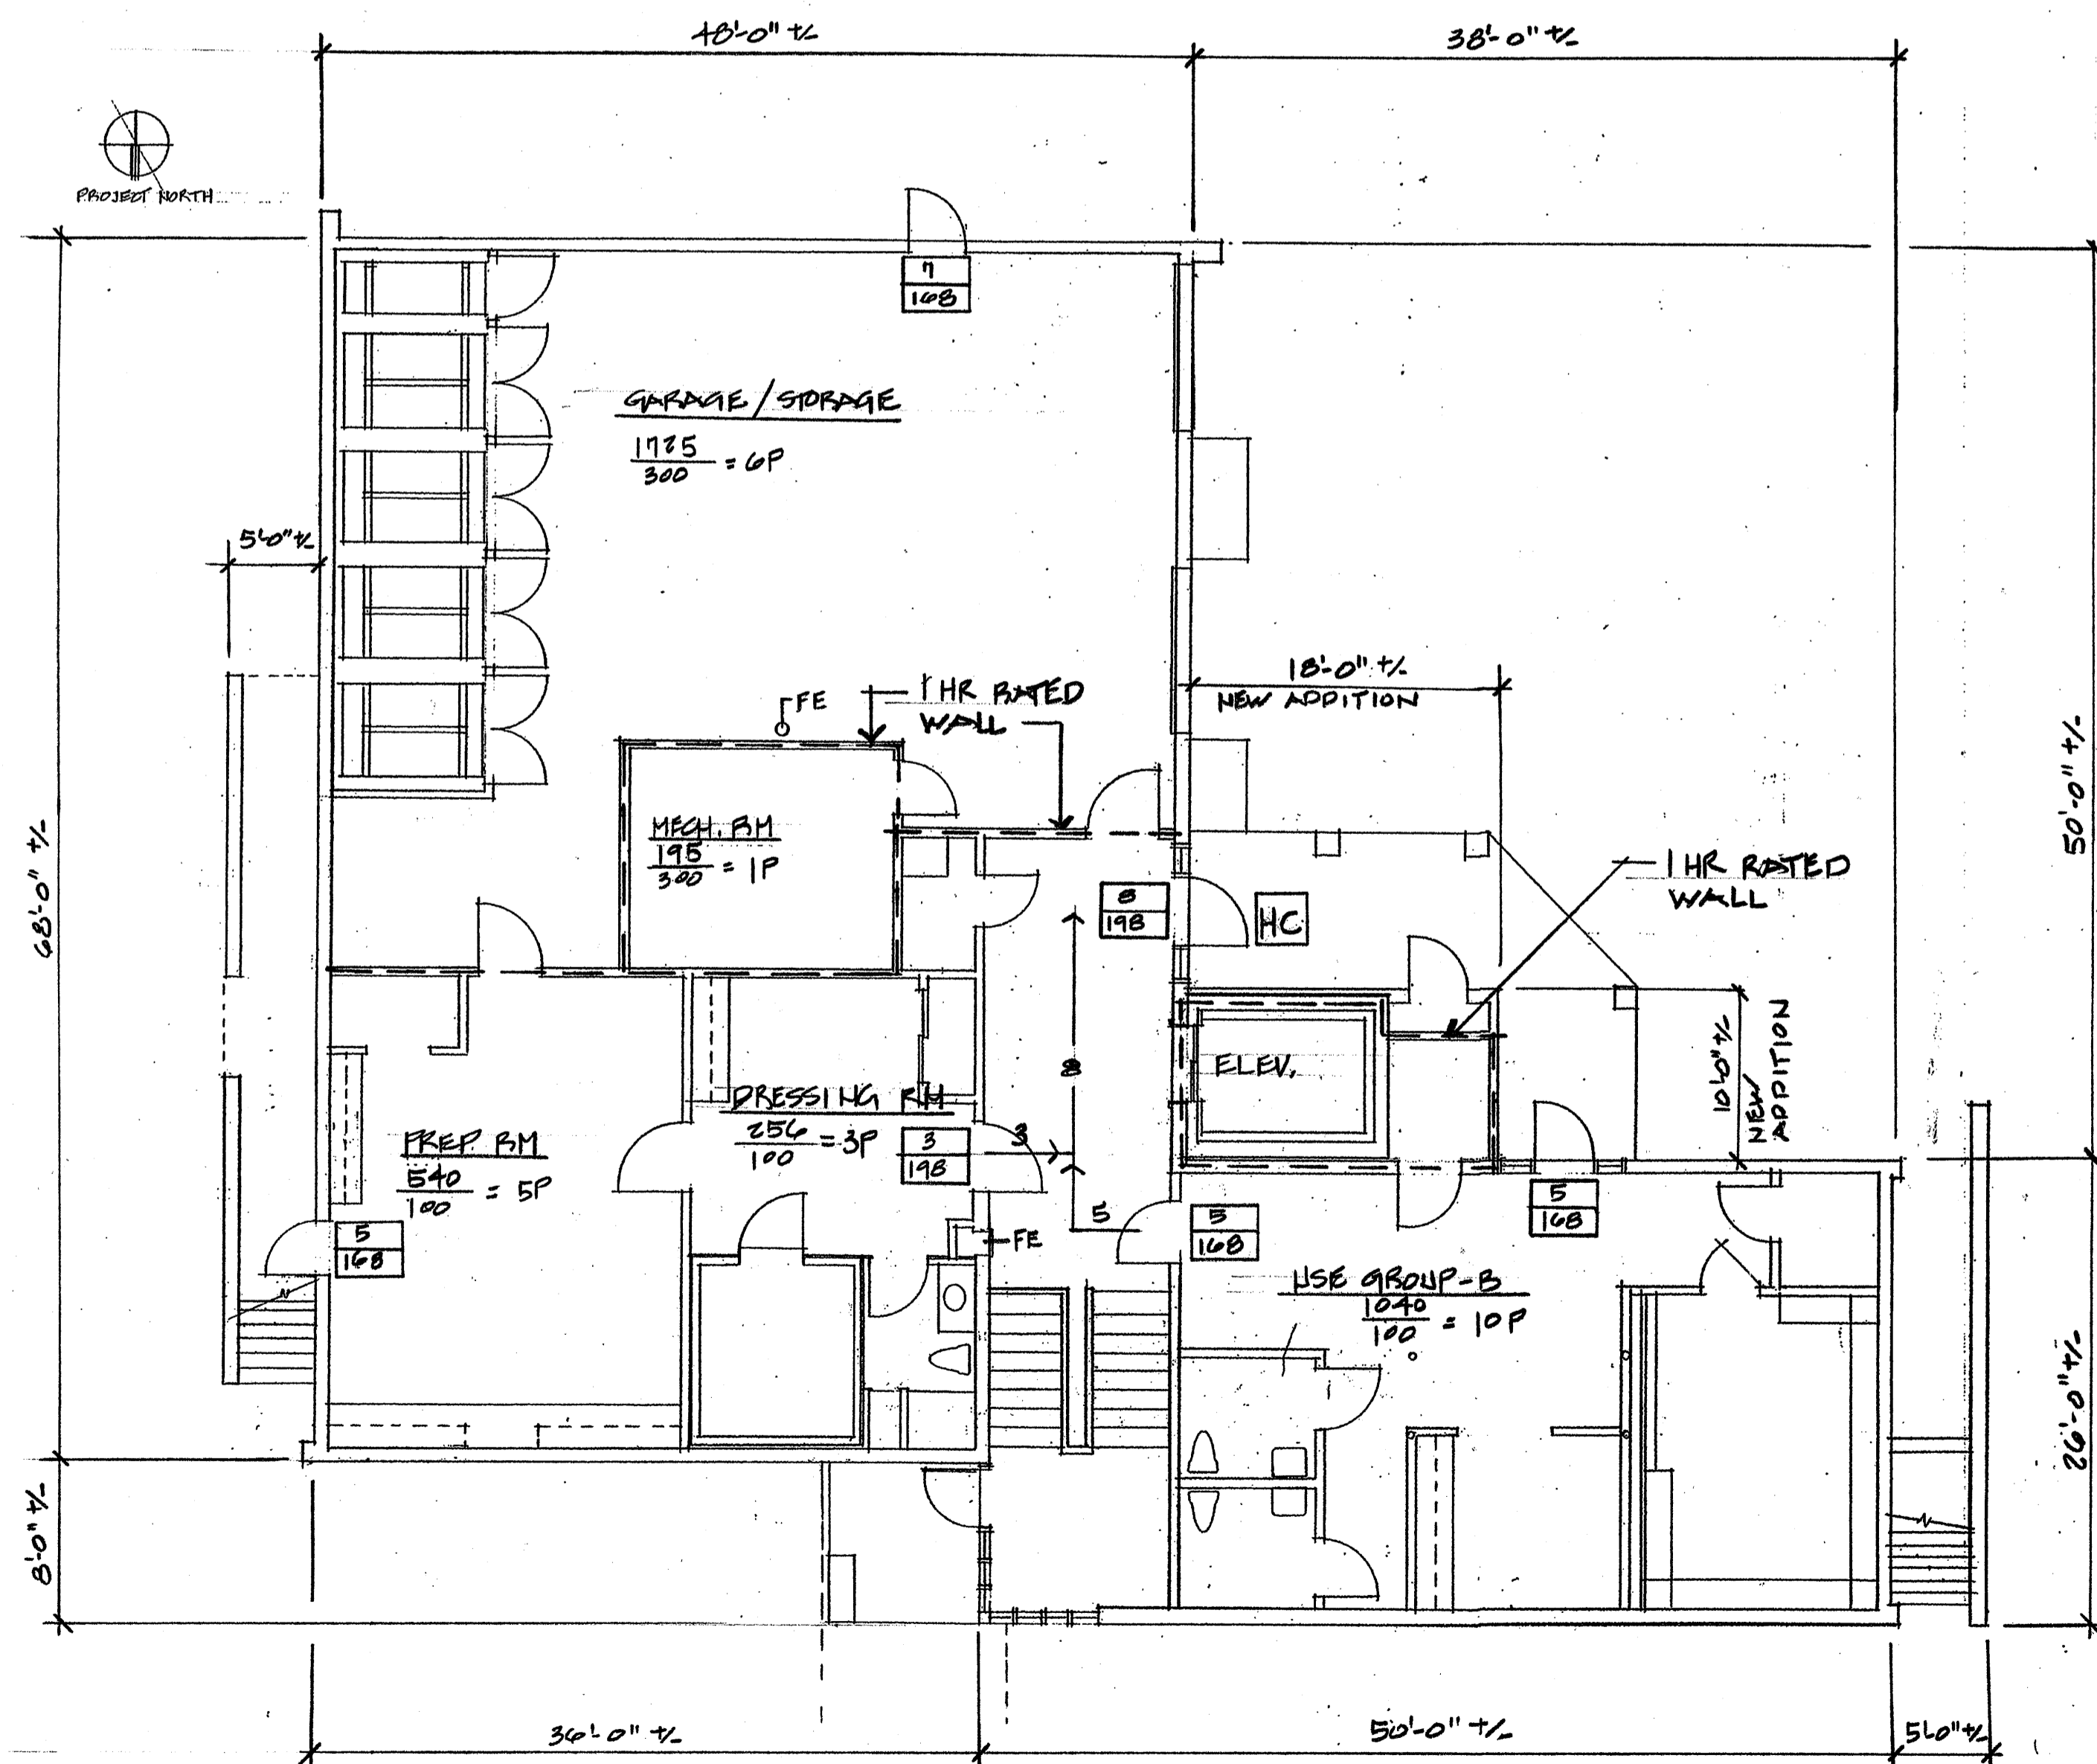 48'-0" +/-
38'-0" +/-
PROJECT NORTH
7
168
GARAGE / STORAGE
1725
300
= 6P
5'-0" +/-
18'-0" +/-
NEW ADDITION
FE
1 HR RATED
WALL
50'-0" +/-
68'-0" +/-
MECH. RM
195
300
= 1P
1 HR RATED
WALL
8
198
HC
10'-0" +/-
NEW
ADDITION
ELEV.
8
DRESSING RM
256
100
= 3P
3
198
3
PREP RM
540
100
= 5P
5
168
5
5
168
5
168
FE
USE GROUP-B
1040
100
= 10P
26'-0" +/-
8'-0" +/-
36'-0" +/-
50'-0" +/-
5'-0" +/-